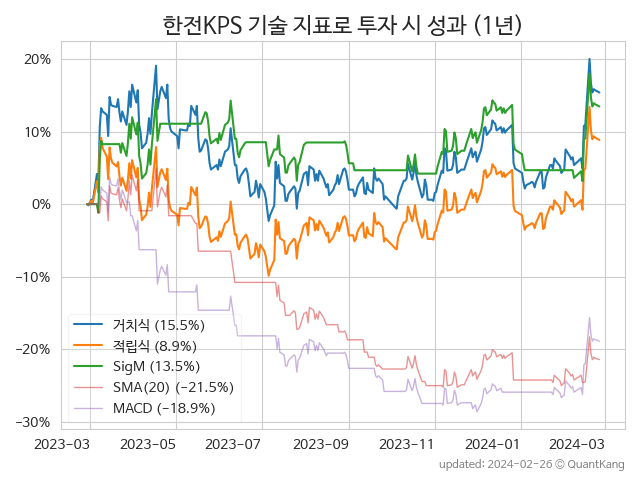 한전KPS 기술 지표로 투자 시 성과 (1년)
20%
10%
0%
−10%
−20%
−30%
거치식 (15.5%)
적립식 (8.9%)
SigM (13.5%)
SMA(20) (−21.5%)
MACD (−18.9%)
2023-03 2023-05 2023-07 2023-09 2023-11 2024-01 2024-03
updated: 2024-02-26 ⓒ QuantKang